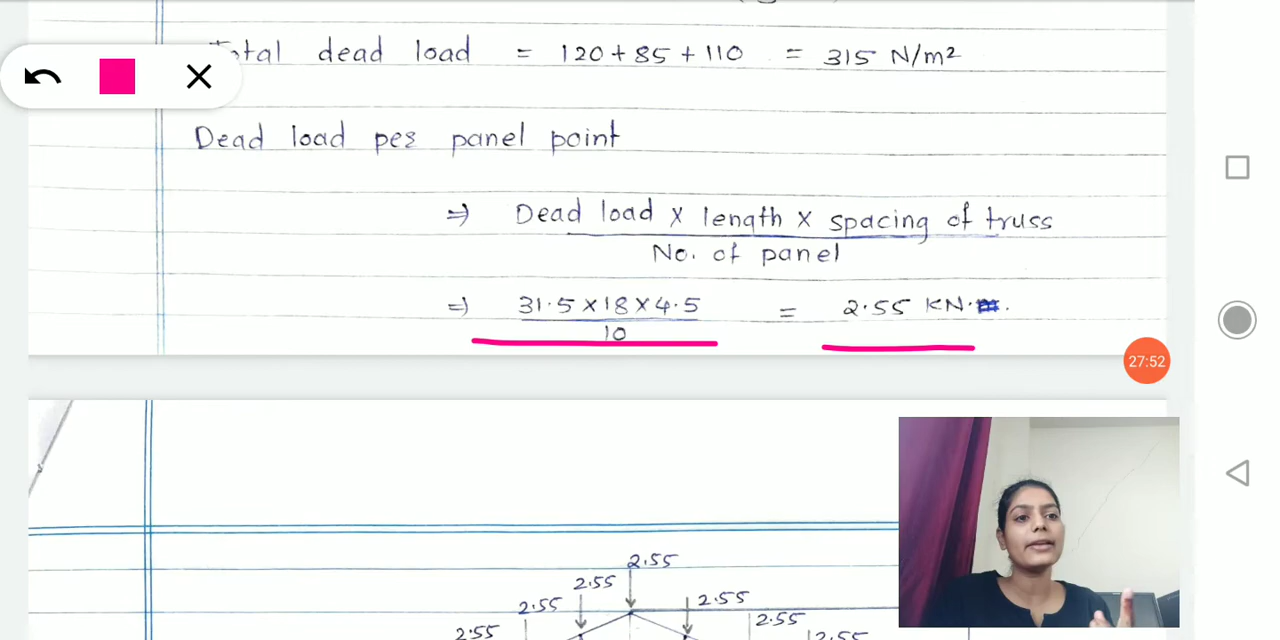 Total dead load = 120 + 85 + 110 = 315 N/m²
Dead load per panel point
⇒ Dead load x length x spacing of truss
No. of panel
⇒ 31.5 x 18 x 4.5 = 2.55 KN.
10
27:52
2.55
2.55
2.55
2.55
2.55
2.55
2.55